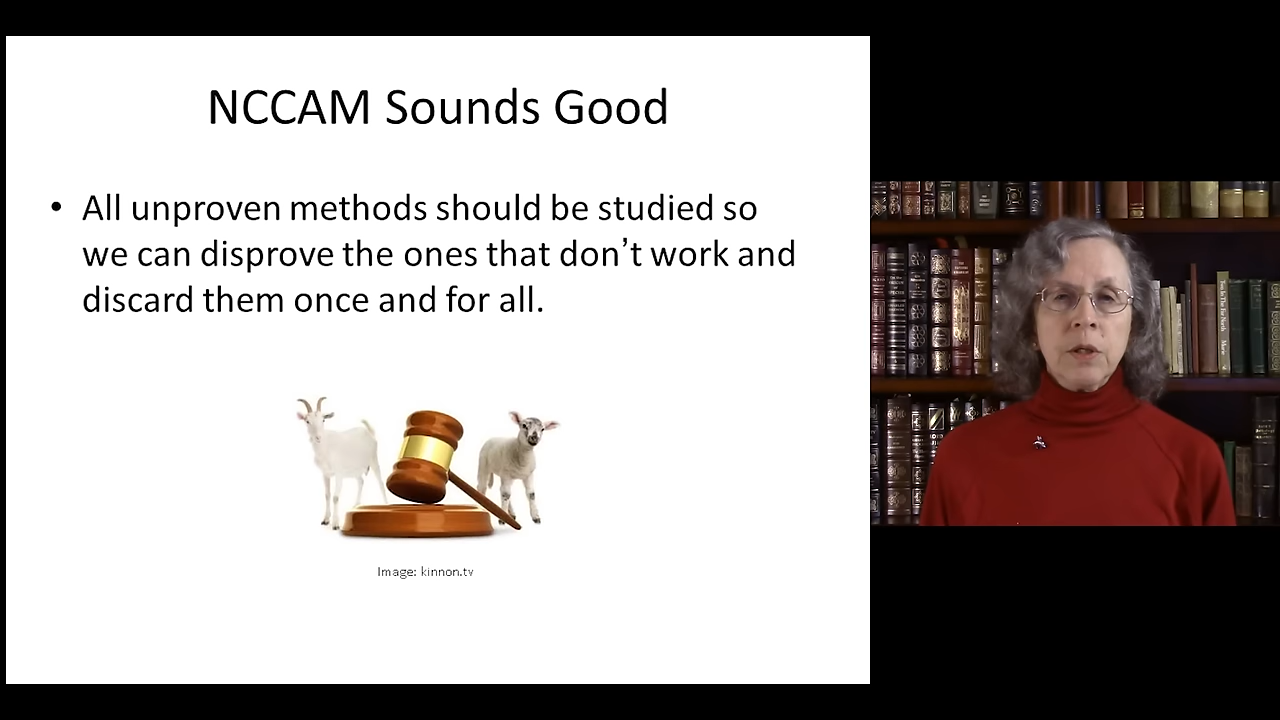 NCCAM Sounds Good
• All unproven methods should be studied so
we can disprove the ones that don’t work and
discard them once and for all.
Image: kinnon.tv